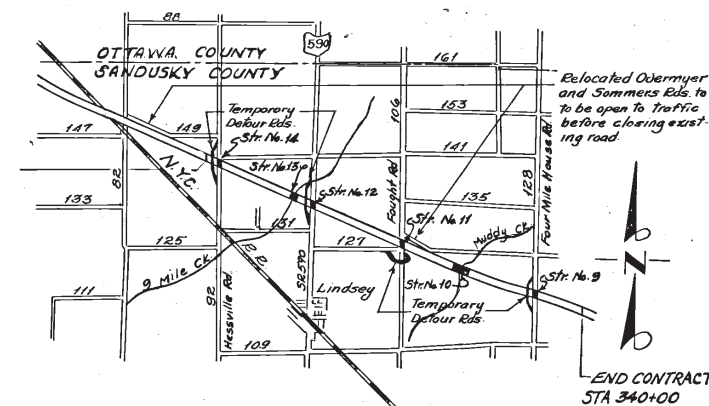 88
OTTAWA COUNTY
SANDUSKY COUNTY
590
161
Relocated Overmyer
and Sommers Rds. to
to be open to traffic
before closing exist-
ing road.
Temporary
Detour Rds.
106
153
147
149
Str. No. 14
141
N.Y.C.
Str. No. 13
82
Str. No. 12
Fought Rd
128
Four Mile House Rd
133
135
131
Str. No. 11
125
127
Muddy Ck.
9 Mile Ck.
R.R.
SR 590
Lindsey
Str. No. 10
Str. No. 9
N
111
92
Hessville Rd
Temporary
Detour Rds.
109
END CONTRACT
STA 340+00